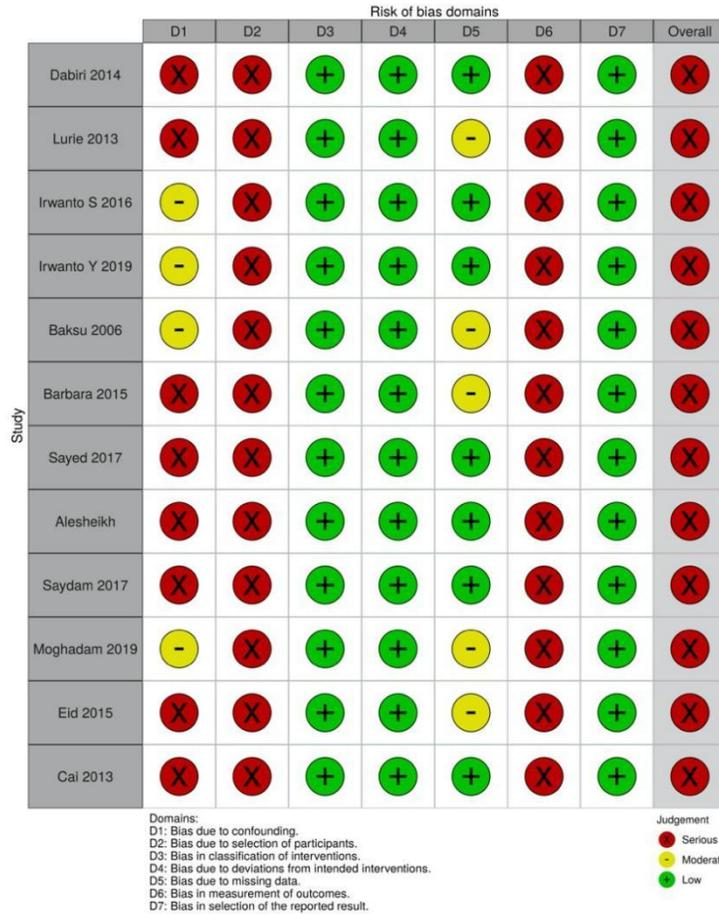 Risk of bias domains
D1 D2 D3 D4 D5 D6 D7 Overall
Study
Dabiri 2014 X X + + + X + X
Lurie 2013 X X + + - X + X
Irwanto S 2016 - X + + + X + X
Irwanto Y 2019 - X + + + X + X
Baksu 2006 - X + + - X + X
Barbara 2015 X X + + - X + X
Sayed 2017 X X + + + X + X
Alesheikh X X + + + X + X
Saydam 2017 X X + + + X + X
Moghadam 2019 - X + + - X + X
Eid 2015 X X + + - X + X
Cai 2013 X X + + + X + X
Domains:
D1: Bias due to confounding.
D2: Bias due to selection of participants.
D3: Bias in classification of interventions.
D4: Bias due to deviations from intended interventions.
D5: Bias due to missing data.
D6: Bias in measurement of outcomes.
D7: Bias in selection of the reported result.
Judgement
X Serious
- Moderat
+ Low